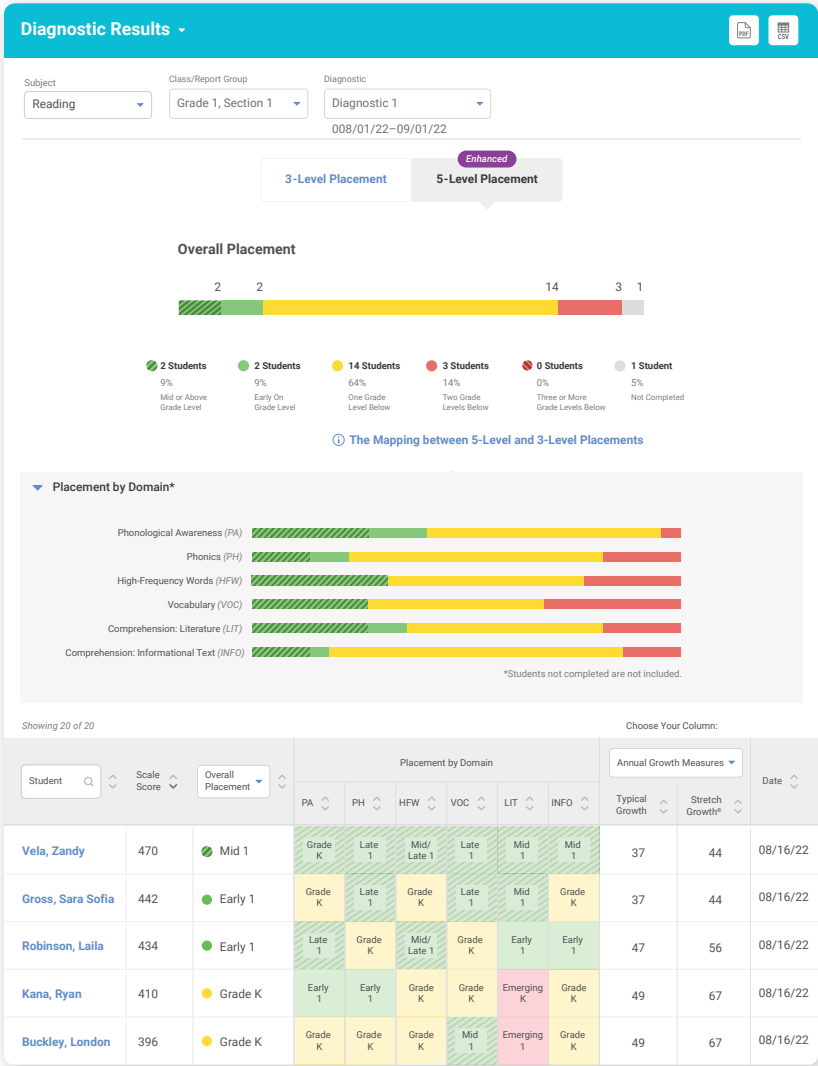 Diagnostic Results
PDF
CSV
Subject
Class/Report Group
Diagnostic
Reading
Grade 1, Section 1
Diagnostic 1
008/01/22–09/01/22
Enhanced
3-Level Placement
5-Level Placement
Overall Placement
2 2 14 3 1
2 Students
9%
Mid or Above
Grade Level
2 Students
9%
Early On
Grade Level
14 Students
64%
One Grade
Level Below
3 Students
14%
Two Grade
Levels Below
0 Students
0%
Three or More
Grade Levels Below
1 Student
5%
Not Completed
The Mapping between 5-Level and 3-Level Placements
Placement by Domain*
Phonological Awareness (PA)
Phonics (PH)
High-Frequency Words (HFW)
Vocabulary (VOC)
Comprehension: Literature (LIT)
Comprehension: Informational Text (INFO)
*Students not completed are not included.
Showing 20 of 20
Choose Your Column:
Student
Scale
Score
Overall
Placement
Placement by Domain
PA PH HFW VOC LIT INFO
Annual Growth Measures
Typical
Growth
Stretch
Growth®
Date
Vela, Zandy 470 Mid 1 Grade K Late 1 Mid/ Late 1 Late 1 Mid 1 Mid 1 37 44 08/16/22
Gross, Sara Sofia 442 Early 1 Grade K Late 1 Grade K Late 1 Mid 1 Grade K 37 44 08/16/22
Robinson, Laila 434 Early 1 Late 1 Grade K Mid/ Late 1 Grade K Early 1 Early 1 47 56 08/16/22
Kana, Ryan 410 Grade K Early 1 Early 1 Grade K Grade K Emerging K Grade K 49 67 08/16/22
Buckley, London 396 Grade K Grade K Grade K Grade K Mid 1 Emerging 1 Grade K 49 67 08/16/22